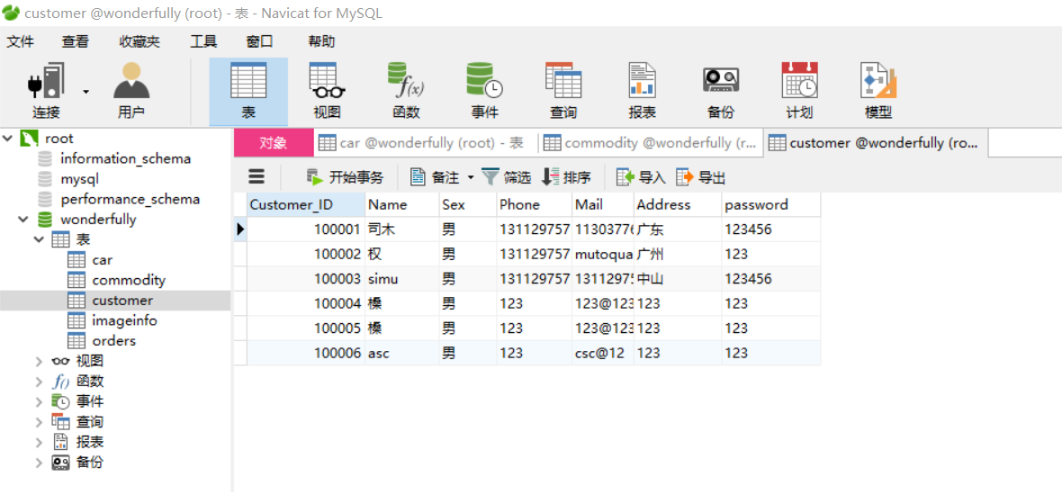 customer @wonderfully (root) - 表 - Navicat for MySQL
文件 查看 收藏夹 工具 窗口 帮助
连接 用户 表 视图 函数 事件 查询 报表 备份 计划 模型
root
information_schema
mysql
performance_schema
wonderfully
表
car
commodity
customer
imageinfo
orders
视图
函数
事件
查询
报表
备份
对象 car @wonderfully (root) - 表 commodity @wonderfully (r... customer @wonderfully (ro...
开始事务 备注 筛选 排序 导入 导出
Customer_ID Name Sex Phone Mail Address password
100001 司木 男 131129757 11303776 广东 123456
100002 权 男 131129757 mutoqua 广州 123
100003 simu 男 131129757 13112975 中山 123456
100004 槡 男 123 123@123 123 123
100005 槡 男 123 123@123 123 123
100006 asc 男 123 csc@12 123 123